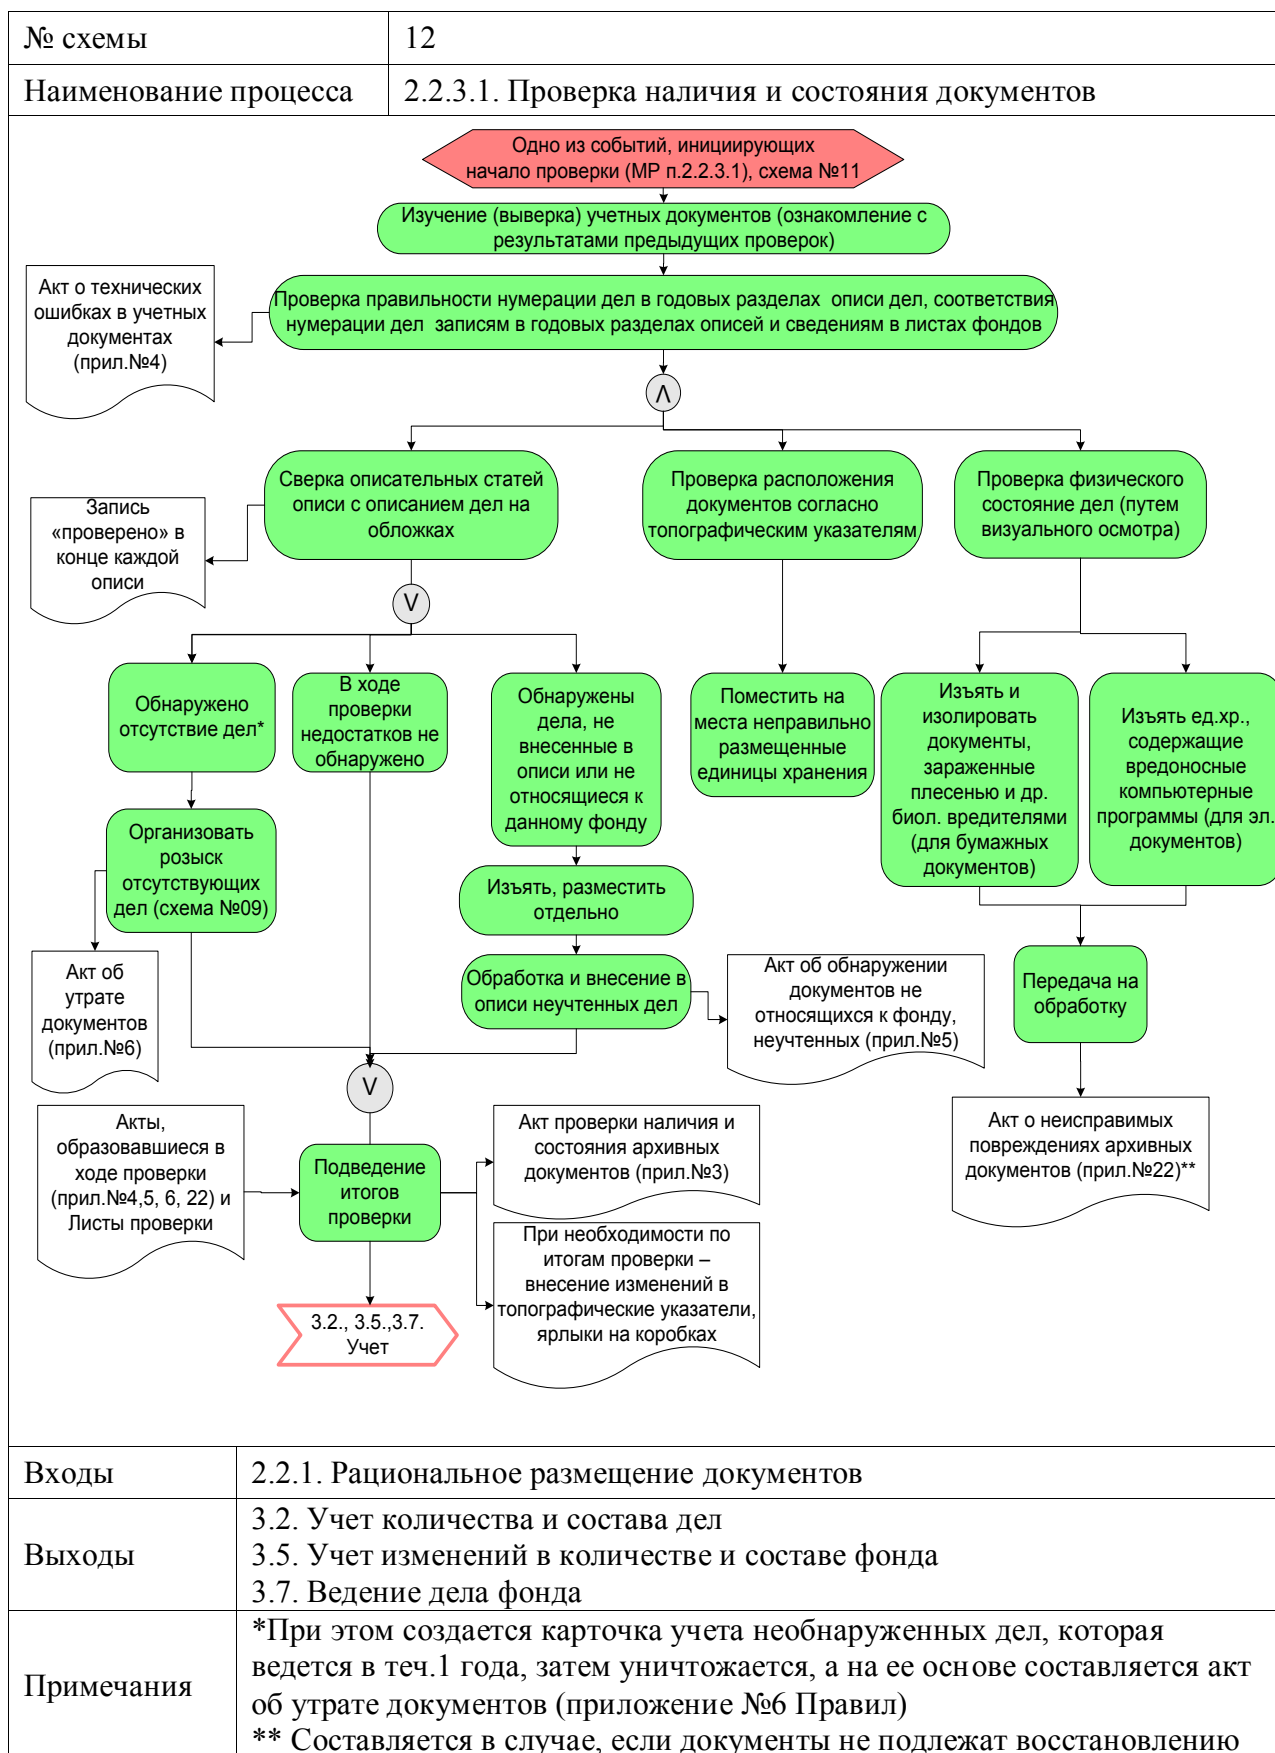 № схемы
12
Наименование процесса
2.2.3.1. Проверка наличия и состояния документов
Одно из событий, инициирующих
начало проверки (МР п.2.2.3.1), схема №11
Изучение (выверка) учетных документов (ознакомление с
результатами предыдущих проверок)
Акт о технических
ошибках в учетных
документах
(прил.№4)
Проверка правильности нумерации дел в годовых разделах описи дел, соответствия
нумерации дел записям в годовых разделах описей и сведениям в листах фондов
Λ
Запись
«проверено» в
конце каждой
описи
Сверка описательных статей
описи с описанием дел на
обложках
Проверка расположения
документов согласно
топографическим указателям
Проверка физического
состояние дел (путем
визуального осмотра)
V
Обнаружено
отсутствие дел*
В ходе
проверки
недостатков не
обнаружено
Обнаружены
дела, не
внесенные в
описи или не
относящиеся к
данному фонду
Поместить на
места неправильно
размещенные
единицы хранения
Изъять и
изолировать
документы,
зараженные
плесенью и др.
биол. вредителями
(для бумажных
документов)
Изъять ед.хр.,
содержащие
вредоносные
компьютерные
программы (для эл.
документов)
Организовать
розыск
отсутствующих
дел (схема №09)
Изъять, разместить
отдельно
Акт об
утрате
документов
(прил.№6)
Обработка и внесение в
описи неучтенных дел
Акт об обнаружении
документов не
относящихся к фонду,
неучтенных (прил.№5)
Передача на
обработку
V
Акты,
образовавшиеся в
ходе проверки
(прил.№4,5, 6, 22) и
Листы проверки
Подведение
итогов
проверки
Акт проверки наличия и
состояния архивных
документов (прил.№3)
Акт о неисправимых
повреждениях архивных
документов (прил.№22)**
При необходимости по
итогам проверки –
внесение изменений в
топографические указатели,
ярлыки на коробках
3.2., 3.5.,3.7.
Учет
Входы
2.2.1. Рациональное размещение документов
Выходы
3.2. Учет количества и состава дел
3.5. Учет изменений в количестве и составе фонда
3.7. Ведение дела фонда
Примечания
*При этом создается карточка учета необнаруженных дел, которая
ведется в теч.1 года, затем уничтожается, а на ее основе составляется акт
об утрате документов (приложение №6 Правил)
** Составляется в случае, если документы не подлежат восстановлению